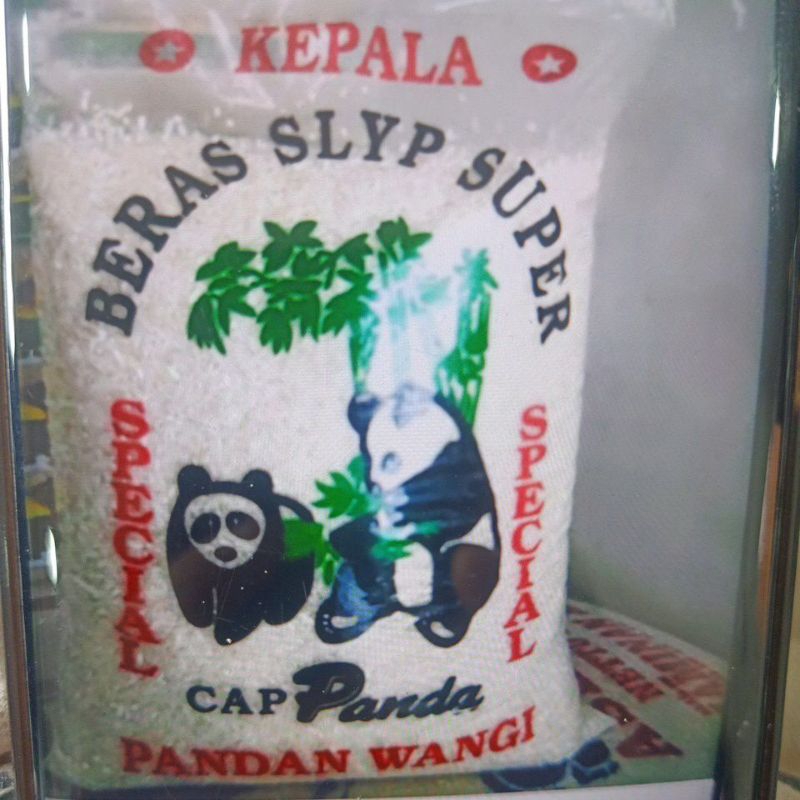 KEPALA
BERAS SLYP SUPER
SPECIAL
SPECIAL
CAP Panda
PANDAN WANGI